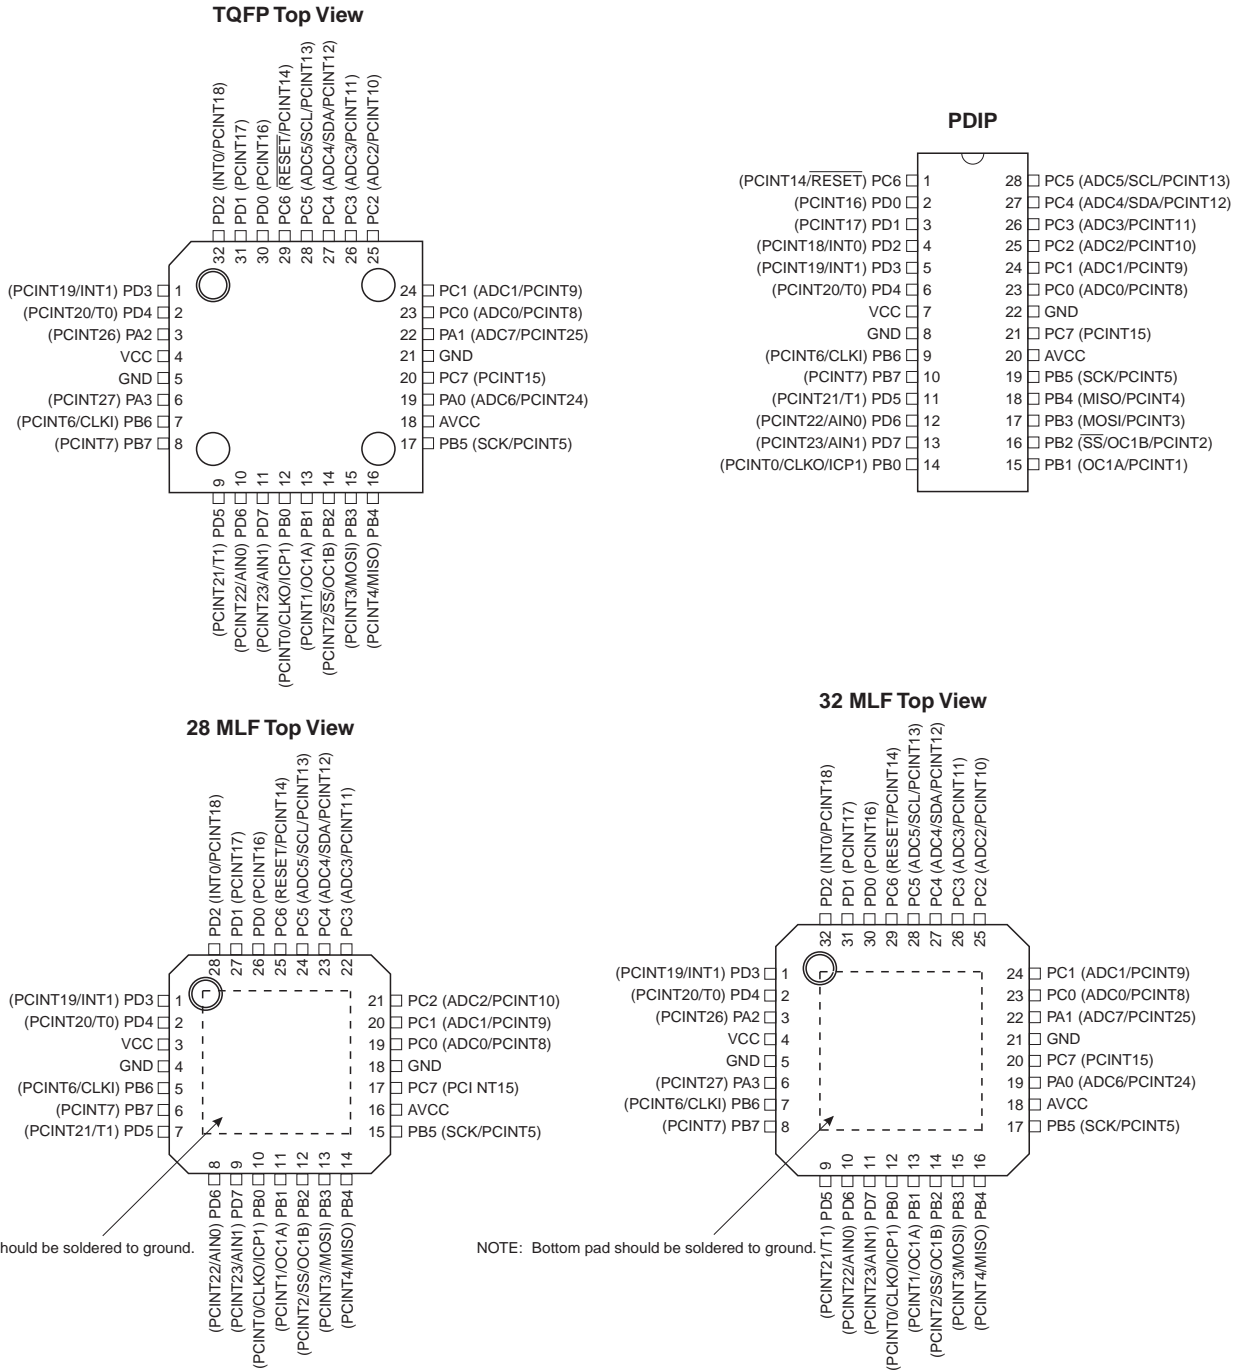 TQFP Top View
32 PD2 (INT0/PCINT18)
31 PD1 (PCINT17)
30 PD0 (PCINT16)
29 PC6 (RESET/PCINT14)
28 PC5 (ADC5/SCL/PCINT13)
27 PC4 (ADC4/SDA/PCINT12)
26 PC3 (ADC3/PCINT11)
25 PC2 (ADC2/PCINT10)
(PCINT19/INT1) PD3 1
(PCINT20/T0) PD4 2
(PCINT26) PA2 3
VCC 4
GND 5
(PCINT27) PA3 6
(PCINT6/CLKI) PB6 7
(PCINT7) PB7 8
24 PC1 (ADC1/PCINT9)
23 PC0 (ADC0/PCINT8)
22 PA1 (ADC7/PCINT25)
21 GND
20 PC7 (PCINT15)
19 PA0 (ADC6/PCINT24)
18 AVCC
17 PB5 (SCK/PCINT5)
(PCINT21/T1) PD5 9
(PCINT22/AIN0) PD6 10
(PCINT23/AIN1) PD7 11
(PCINT0/CLKO/ICP1) PB0 12
(PCINT1/OC1A) PB1 13
(PCINT2/SS/OC1B) PB2 14
(PCINT3/MOSI) PB3 15
(PCINT4/MISO) PB4 16
PDIP
(PCINT14/RESET) PC6 1
(PCINT16) PD0 2
(PCINT17) PD1 3
(PCINT18/INT0) PD2 4
(PCINT19/INT1) PD3 5
(PCINT20/T0) PD4 6
VCC 7
GND 8
(PCINT6/CLKI) PB6 9
(PCINT7) PB7 10
(PCINT21/T1) PD5 11
(PCINT22/AIN0) PD6 12
(PCINT23/AIN1) PD7 13
(PCINT0/CLKO/ICP1) PB0 14
28 PC5 (ADC5/SCL/PCINT13)
27 PC4 (ADC4/SDA/PCINT12)
26 PC3 (ADC3/PCINT11)
25 PC2 (ADC2/PCINT10)
24 PC1 (ADC1/PCINT9)
23 PC0 (ADC0/PCINT8)
22 GND
21 PC7 (PCINT15)
20 AVCC
19 PB5 (SCK/PCINT5)
18 PB4 (MISO/PCINT4)
17 PB3 (MOSI/PCINT3)
16 PB2 (SS/OC1B/PCINT2)
15 PB1 (OC1A/PCINT1)
28 MLF Top View
28 PD2 (INT0/PCINT18)
27 PD1 (PCINT17)
26 PD0 (PCINT16)
25 PC6 (RESET/PCINT14)
24 PC5 (ADC5/SCL/PCINT13)
23 PC4 (ADC4/SDA/PCINT12)
22 PC3 (ADC3/PCINT11)
(PCINT19/INT1) PD3 1
(PCINT20/T0) PD4 2
VCC 3
GND 4
(PCINT6/CLKI) PB6 5
(PCINT7) PB7 6
(PCINT21/T1) PD5 7
21 PC2 (ADC2/PCINT10)
20 PC1 (ADC1/PCINT9)
19 PC0 (ADC0/PCINT8)
18 GND
17 PC7 (PCI NT15)
16 AVCC
15 PB5 (SCK/PCINT5)
(PCINT22/AIN0) PD6 8
(PCINT23/AIN1) PD7 9
(PCINT0/CLKO/ICP1) PB0 10
(PCINT1/OC1A) PB1 11
(PCINT2/SS/OC1B) PB2 12
(PCINT3//MOSI) PB3 13
(PCINT4/MISO) PB4 14
hould be soldered to ground.
32 MLF Top View
32 PD2 (INT0/PCINT18)
31 PD1 (PCINT17)
30 PD0 (PCINT16)
29 PC6 (RESET/PCINT14)
28 PC5 (ADC5/SCL/PCINT13)
27 PC4 (ADC4/SDA/PCINT12)
26 PC3 (ADC3/PCINT11)
25 PC2 (ADC2/PCINT10)
(PCINT19/INT1) PD3 1
(PCINT20/T0) PD4 2
(PCINT26) PA2 3
VCC 4
GND 5
(PCINT27) PA3 6
(PCINT6/CLKI) PB6 7
(PCINT7) PB7 8
24 PC1 (ADC1/PCINT9)
23 PC0 (ADC0/PCINT8)
22 PA1 (ADC7/PCINT25)
21 GND
20 PC7 (PCINT15)
19 PA0 (ADC6/PCINT24)
18 AVCC
17 PB5 (SCK/PCINT5)
(PCINT21/T1) PD5 9
(PCINT22/AIN0) PD6 10
(PCINT23/AIN1) PD7 11
(PCINT0/CLKO/ICP1) PB0 12
(PCINT1/OC1A) PB1 13
(PCINT2/SS/OC1B) PB2 14
(PCINT3/MOSI) PB3 15
(PCINT4/MISO) PB4 16
NOTE: Bottom pad should be soldered to ground.